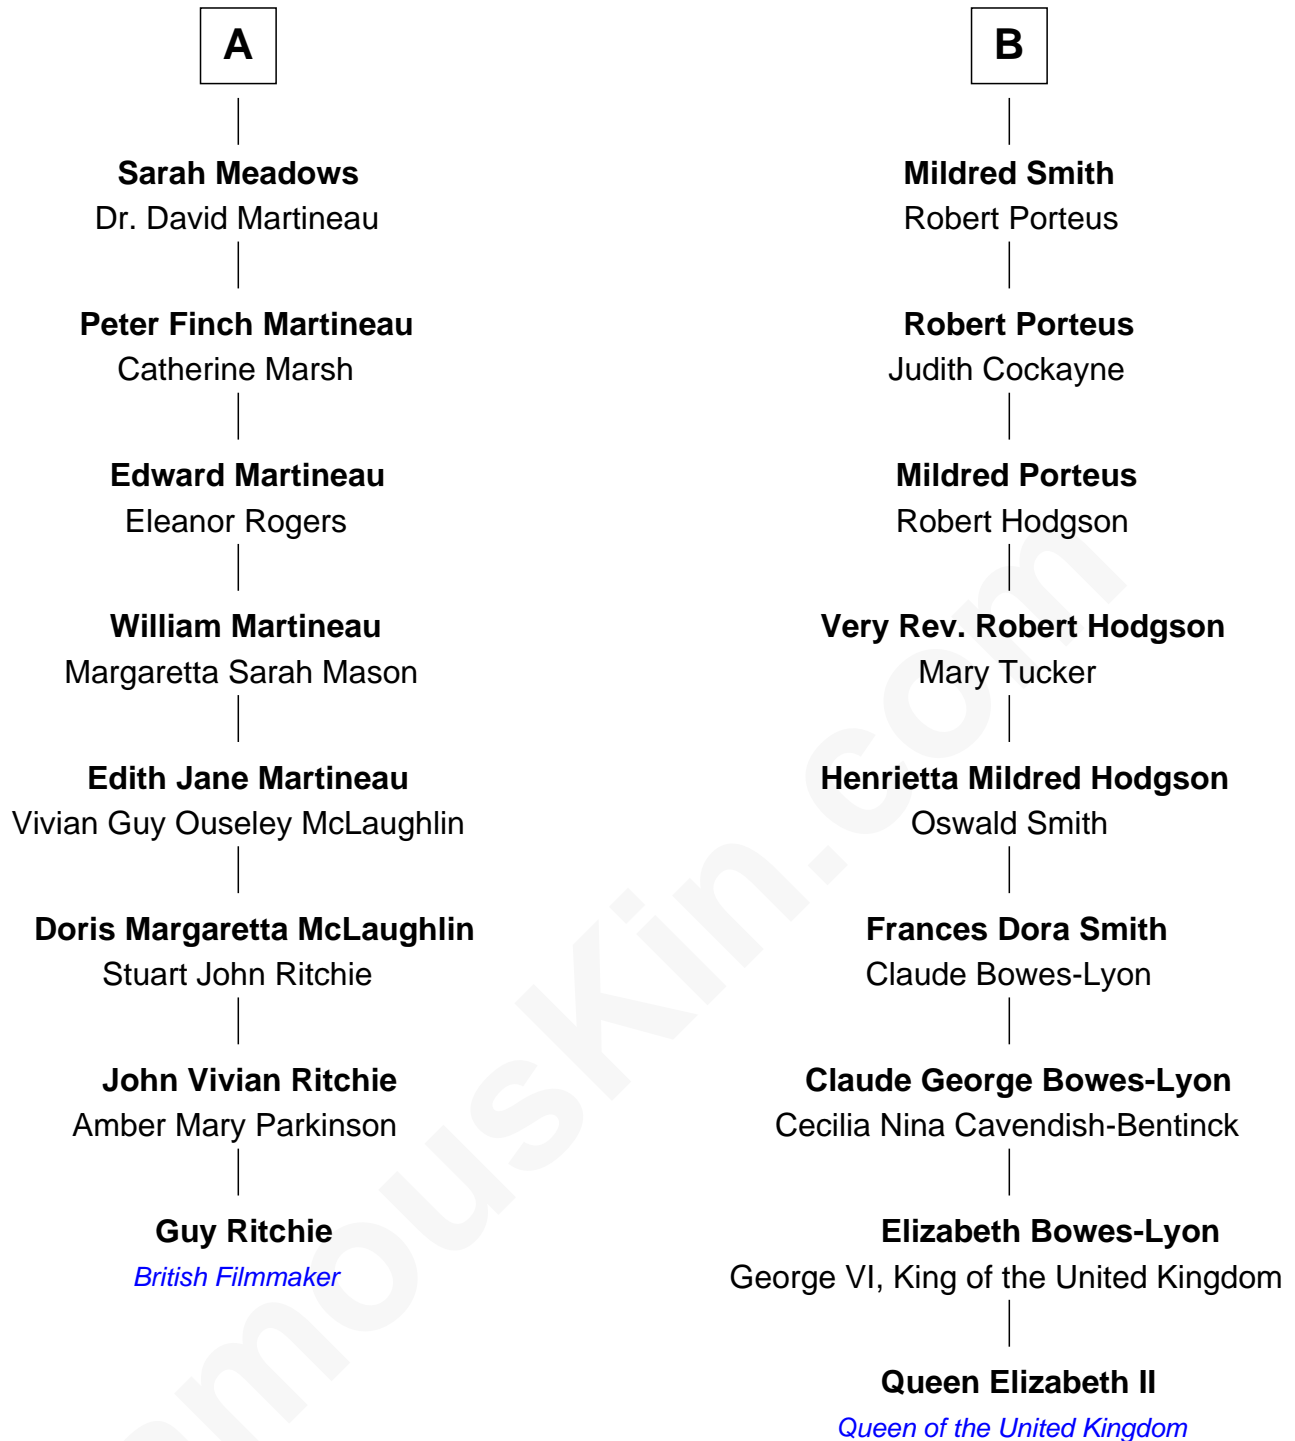 A
Sarah Meadows
Dr. David Martineau
Peter Finch Martineau
Catherine Marsh
Edward Martineau
Eleanor Rogers
William Martineau
Margaretta Sarah Mason
Edith Jane Martineau
Vivian Guy Ouseley McLaughlin
Doris Margaretta McLaughlin
Stuart John Ritchie
John Vivian Ritchie
Amber Mary Parkinson
Guy Ritchie
British Filmmaker
B
Mildred Smith
Robert Porteus
Robert Porteus
Judith Cockayne
Mildred Porteus
Robert Hodgson
Very Rev. Robert Hodgson
Mary Tucker
Henrietta Mildred Hodgson
Oswald Smith
Frances Dora Smith
Claude Bowes-Lyon
Claude George Bowes-Lyon
Cecilia Nina Cavendish-Bentinck
Elizabeth Bowes-Lyon
George VI, King of the United Kingdom
Queen Elizabeth II
Queen of the United Kingdom
amouskin.com